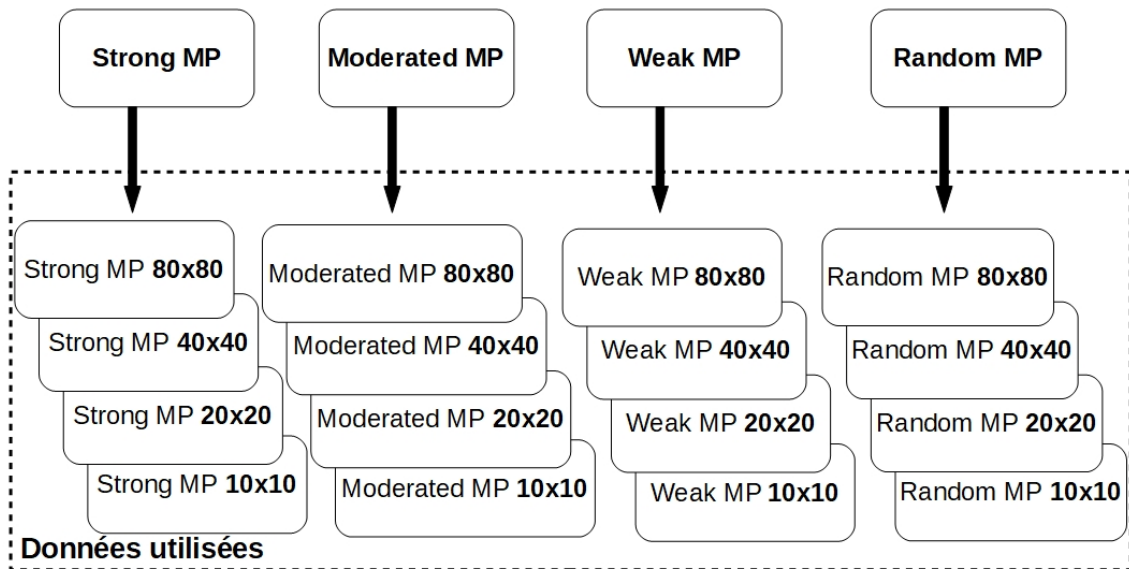 Strong MP
Moderated MP
Weak MP
Random MP
Strong MP 80x80
Strong MP 40x40
Strong MP 20x20
Strong MP 10x10
Moderated MP 80x80
Moderated MP 40x40
Moderated MP 20x20
Moderated MP 10x10
Weak MP 80x80
Weak MP 40x40
Weak MP 20x20
Weak MP 10x10
Random MP 80x80
Random MP 40x40
Random MP 20x20
Random MP 10x10
Données utilisées